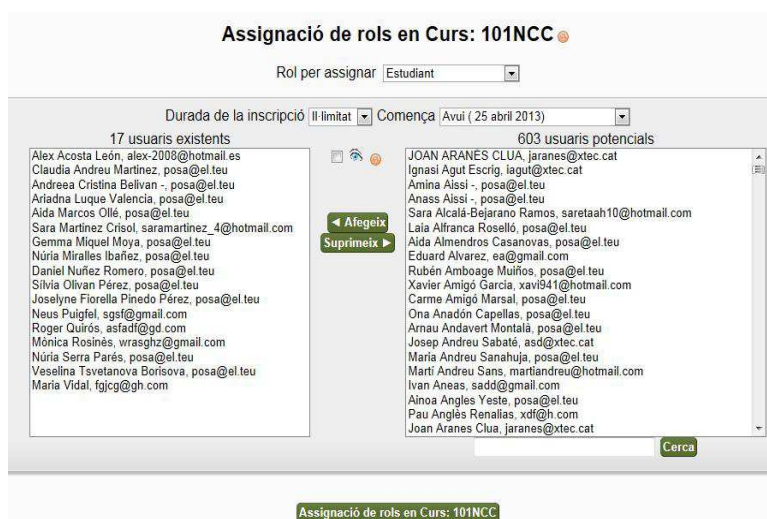 Assignació de rols en Curs: 101NCC
Rol per assignar Estudiant
Durada de la inscripció Il·limitat Comença Avui ( 25 abril 2013)
17 usuaris existents
Alex Acosta León, alex-2008@hotmail.es
Claudia Andreu Martinez, posa@el.teu
Andreea Cristina Belivan -, posa@el.teu
Ariadna Luque Valencia, posa@el.teu
Aida Marcos Ollé, posa@el.teu
Sara Martinez Crisol, saramartinez_4@hotmail.com
Gemma Miquel Moya, posa@el.teu
Núria Miralles Ibañez, posa@el.teu
Daniel Nuñez Romero, posa@el.teu
Sílvia Olivan Pérez, posa@el.teu
Joselyne Fiorella Pinedo Pérez, posa@el.teu
Neus Puigfel, sgsf@gmail.com
Roger Quirós, asfadf@gd.com
Mònica Rosinès, wrasghz@gmail.com
Núria Serra Parés, posa@el.teu
Veselina Tsvetanova Borisova, posa@el.teu
Maria Vidal, fgjcg@gh.com
◄ Afegeix
Suprimeix ►
603 usuaris potencials
JOAN ARANÉS CLUA, jaranes@xtec.cat
Ignasi Agut Escrig, iagut@xtec.cat
Amina Aissi -, posa@el.teu
Anass Aissi -, posa@el.teu
Sara Alcalá-Bejarano Ramos, saretaah10@hotmail.com
Laia Alfranca Roselló, posa@el.teu
Aida Almendros Casanovas, posa@el.teu
Eduard Alvarez, ea@gmail.com
Rubén Amboage Muiños, posa@el.teu
Xavier Amigó Garcia, xavi941@hotmail.com
Carme Amigó Marsal, posa@el.teu
Ona Anadón Capellas, posa@el.teu
Arnau Andavert Montalà, posa@el.teu
Josep Andreu Sabaté, asd@xtec.cat
Maria Andreu Sanahuja, posa@el.teu
Martí Andreu Sans, martiandreu@hotmail.com
Ivan Aneas, sadd@gmail.com
Ainoa Angles Yeste, posa@el.teu
Pau Anglès Renalias, xdf@h.com
Joan Aranes Clua, jaranes@xtec.cat
Cerca
Assignació de rols en Curs: 101NCC